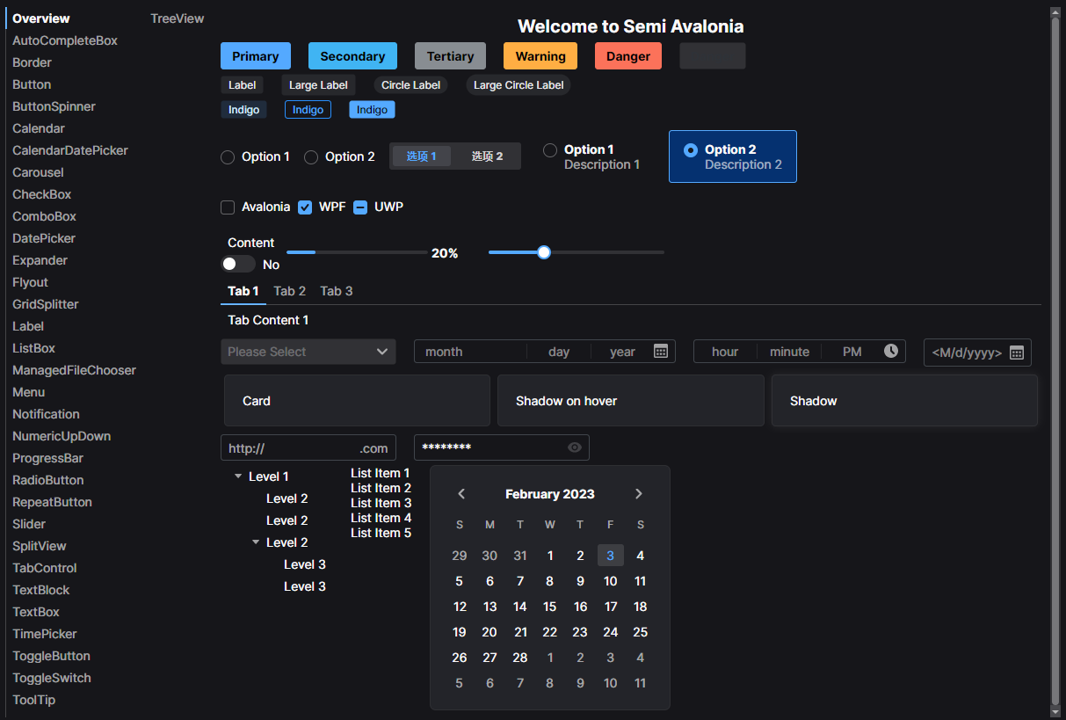 Overview
AutoCompleteBox
Border
Button
ButtonSpinner
Calendar
CalendarDatePicker
Carousel
CheckBox
ComboBox
DatePicker
Expander
Flyout
GridSplitter
Label
ListBox
ManagedFileChooser
Menu
Notification
NumericUpDown
ProgressBar
RadioButton
RepeatButton
Slider
SplitView
TabControl
TextBlock
TextBox
TimePicker
ToggleButton
ToggleSwitch
ToolTip
TreeView
Welcome to Semi Avalonia
Primary Secondary Tertiary Warning Danger
Label Large Label Circle Label Large Circle Label
Indigo Indigo Indigo
Option 1 Option 2 选项 1 选项 2
Option 1
Description 1
Option 2
Description 2
Avalonia WPF UWP
Content
No
20%
Tab 1 Tab 2 Tab 3
Tab Content 1
Please Select month day year hour minute PM <M/d/yyyy>
Card Shadow on hover Shadow
http:// .com ********
Level 1
Level 2
Level 2
Level 2
Level 3
Level 3
List Item 1
List Item 2
List Item 3
List Item 4
List Item 5
February 2023
S M T W T F S
29 30 31 1 2 3 4
5 6 7 8 9 10 11
12 13 14 15 16 17 18
19 20 21 22 23 24 25
26 27 28 1 2 3 4
5 6 7 8 9 10 11